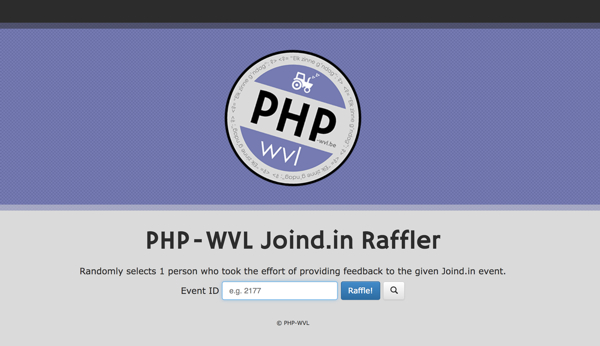 PHP
-wvl.be
wvl
PHP-WVL Joind.in Raffler
Randomly selects 1 person who took the effort of providing feedback to the given Joind.in event.
Event ID e.g. 2177 Raffle!
© PHP-WVL